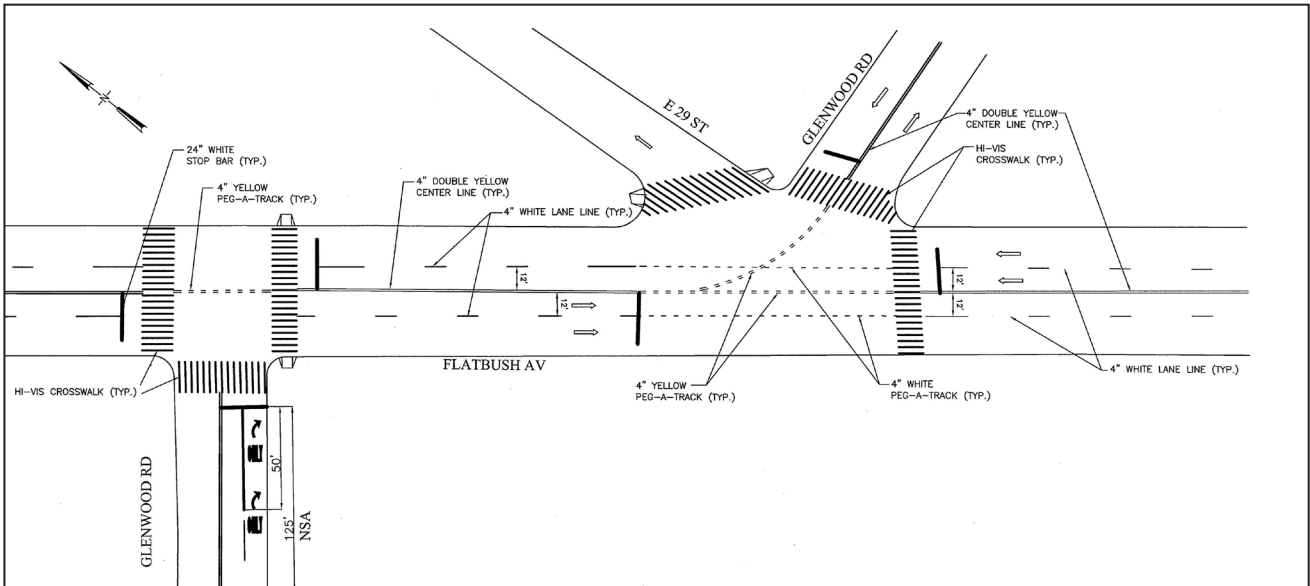 N
E 29 ST
GLENWOOD RD
4" DOUBLE YELLOW
CENTER LINE (TYP.)
HI-VIS
CROSSWALK (TYP.)
24" WHITE
STOP BAR (TYP.)
4" YELLOW
PEG-A-TRACK (TYP.)
4" DOUBLE YELLOW
CENTER LINE (TYP.)
4" WHITE LANE LINE (TYP.)
12'
12'
12'
12'
FLATBUSH AV
HI-VIS CROSSWALK (TYP.)
4" YELLOW
PEG-A-TRACK (TYP.)
4" WHITE
PEG-A-TRACK (TYP.)
4" WHITE LANE LINE (TYP.)
GLENWOOD RD
ONLY
ONLY
50'
125'
NSA